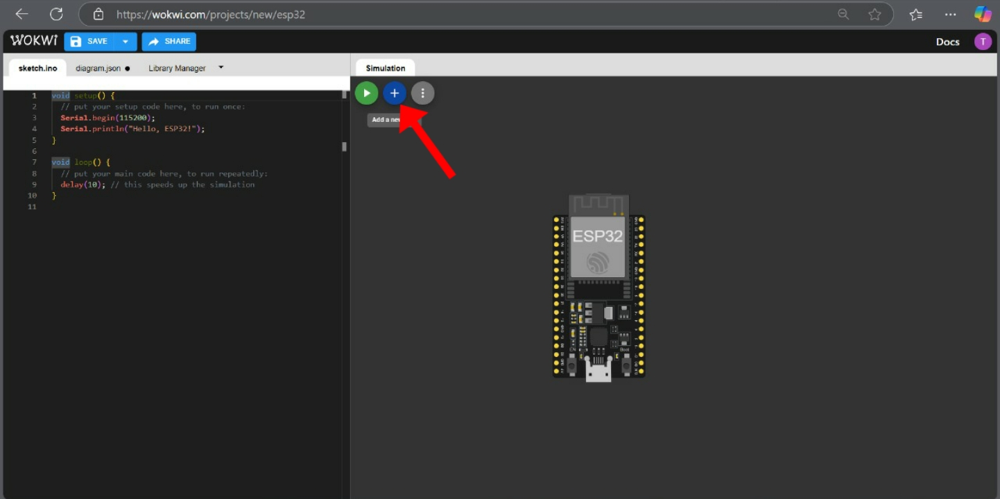 https://wokwi.com/projects/new/esp32
WOKWi SAVE SHARE Docs T
sketch.ino diagram.json ● Library Manager
Simulation
1 void setup() {
2 // put your setup code here, to run once:
3 Serial.begin(115200);
4 Serial.println("Hello, ESP32!");
5 }
6
7 void loop() {
8 // put your main code here, to run repeatedly:
9 delay(10); // this speeds up the simulation
10 }
11
Add a
ESP32
EN
Boot